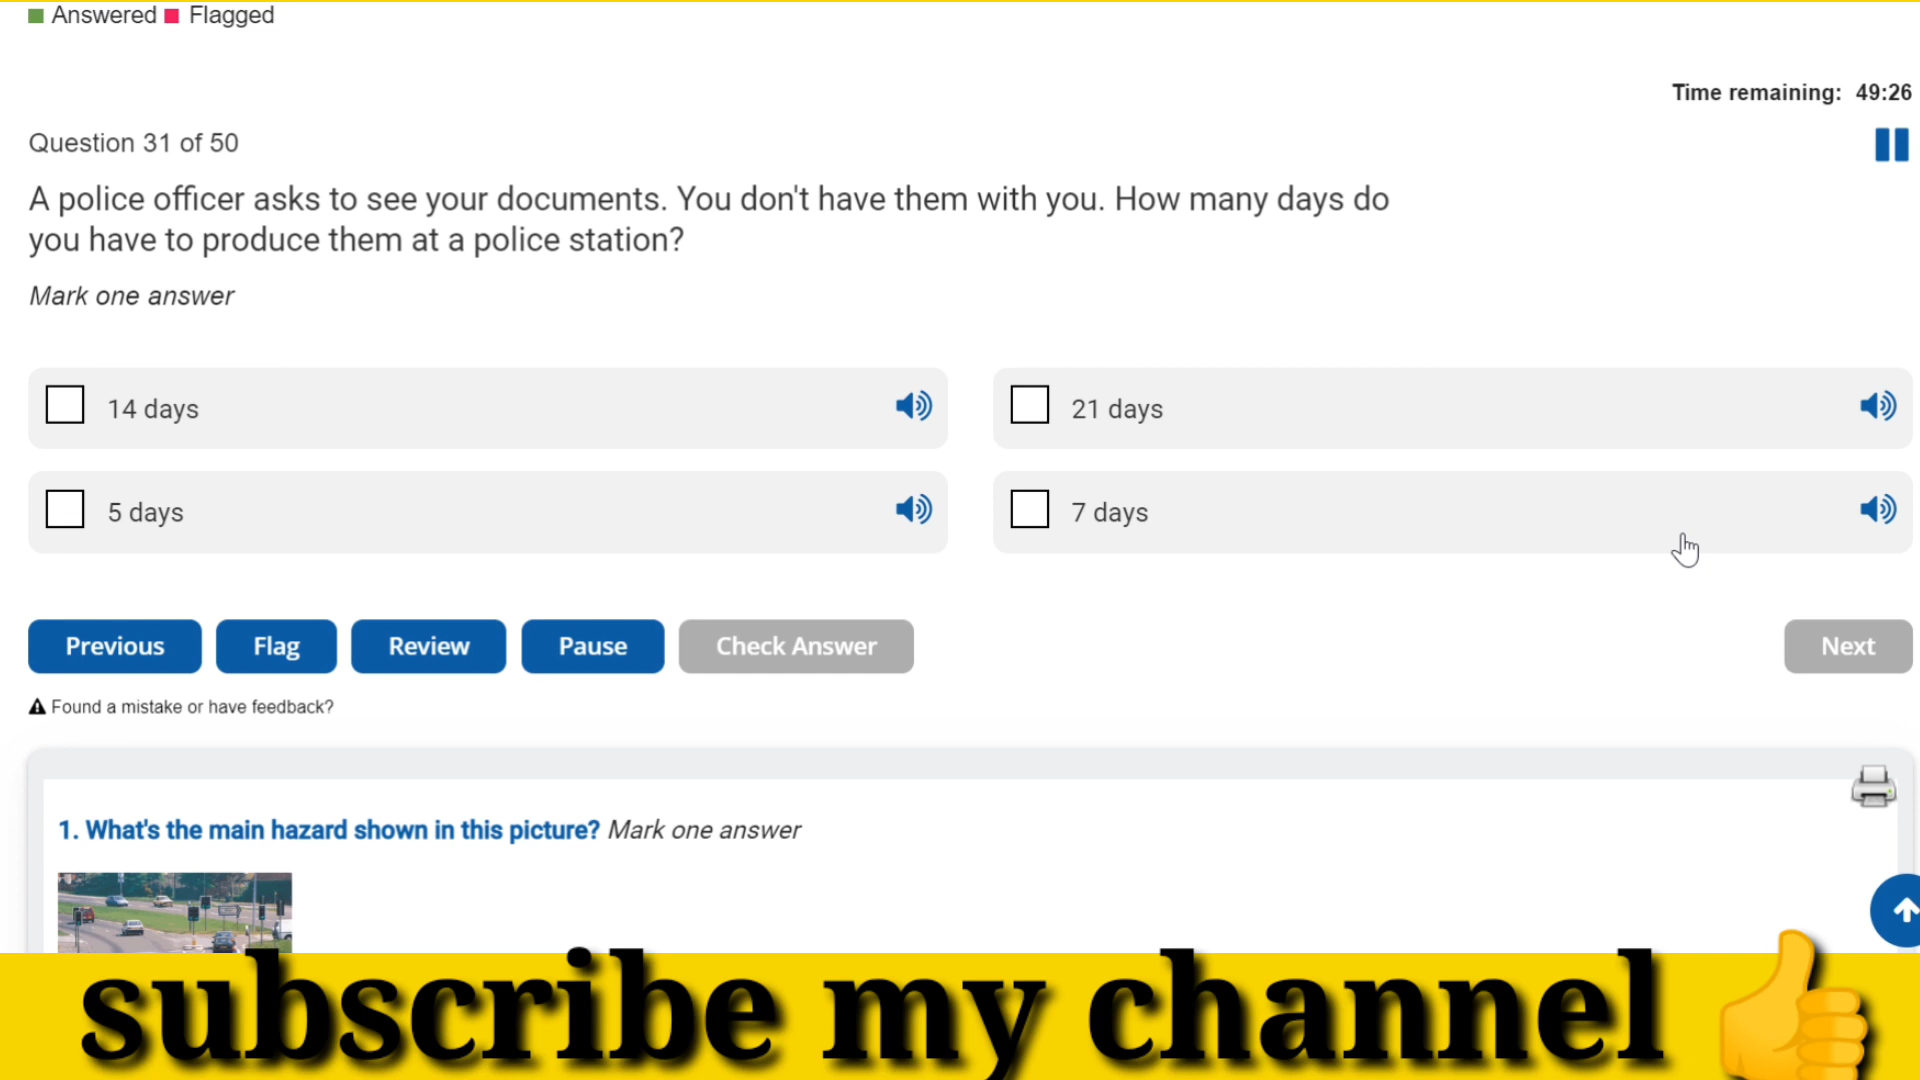 Answered Flagged
Time remaining: 49:26
Question 31 of 50
A police officer asks to see your documents. You don't have them with you. How many days do
you have to produce them at a police station?
Mark one answer
14 days
21 days
5 days
7 days
Previous Flag Review Pause Check Answer Next
Found a mistake or have feedback?
1. What's the main hazard shown in this picture? Mark one answer
subscribe my channel